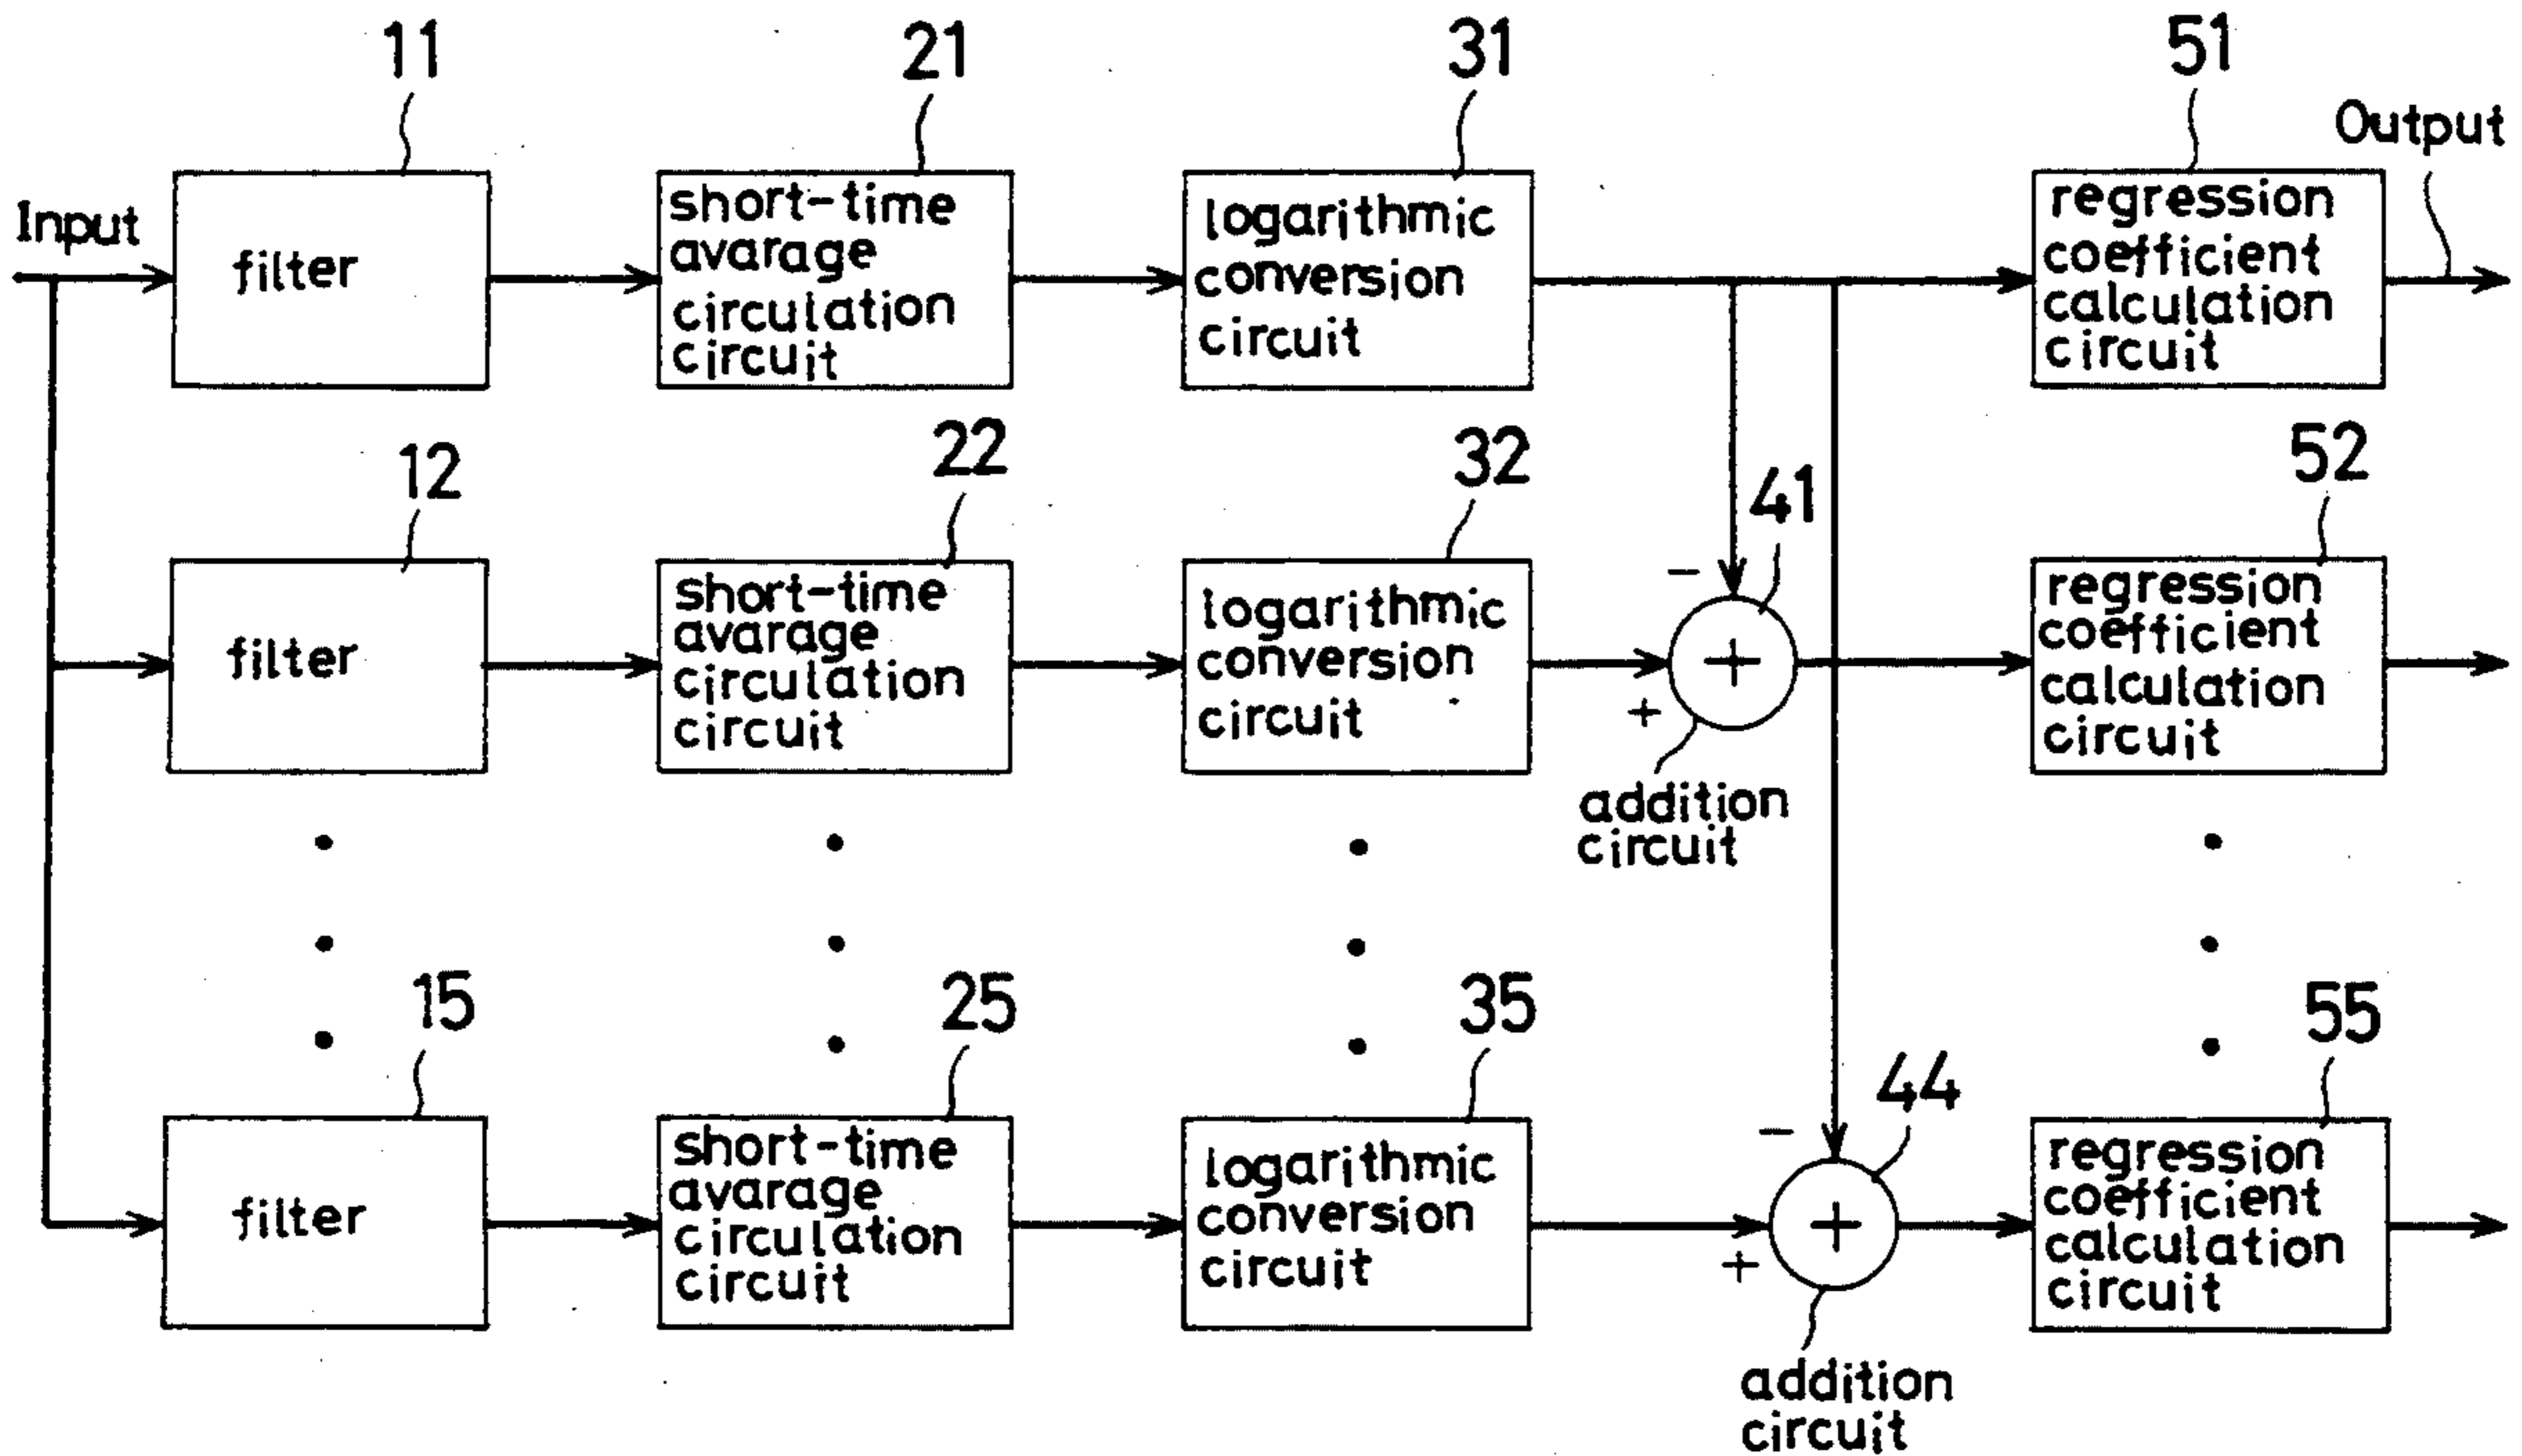 11
21
31
51
Output
Input
filter
short-time
avarage
circulation
circuit
logarithmic
conversion
circuit
regression
coefficient
calculation
circuit
12
22
32
41
52
filter
short-time
avarage
circulation
circuit
logarithmic
conversion
circuit
-
+
+
addition
circuit
regression
coefficient
calculation
circuit
15
25
35
44
55
filter
short-time
avarage
circulation
circuit
logarithmic
conversion
circuit
-
+
+
addition
circuit
regression
coefficient
calculation
circuit